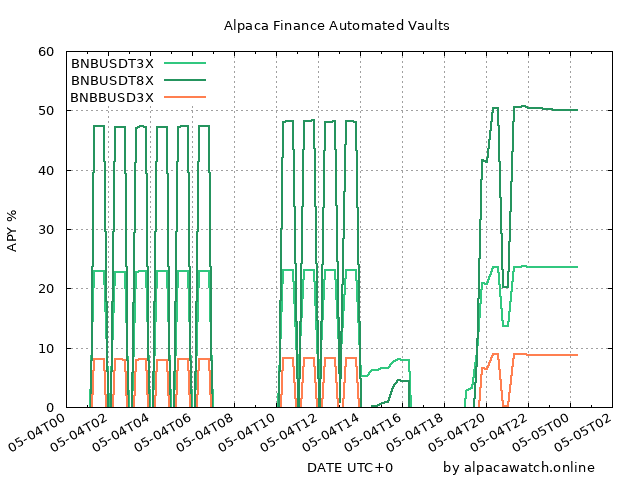 Alpaca Finance Automated Vaults
60
50
40
30
20
10
0
APY %
BNBUSDT3X
BNBUSDT8X
BNBBUSD3X
05-04T00
05-04T02
05-04T04
05-04T06
05-04T08
05-04T10
05-04T12
05-04T14
05-04T16
05-04T18
05-04T20
05-04T22
05-05T00
05-05T02
DATE UTC+0
by alpacawatch.online